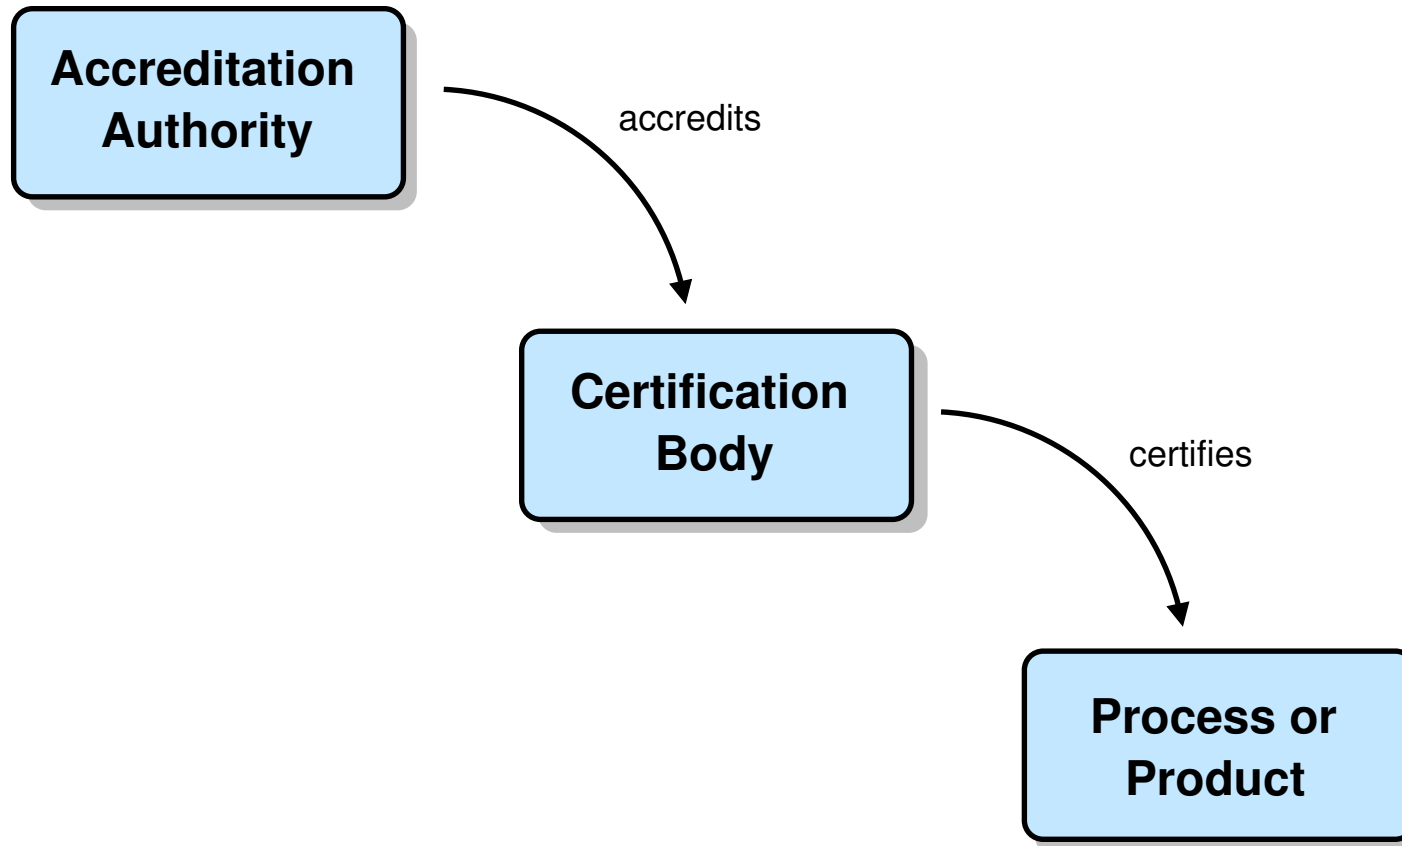 Accreditation
Authority
accredits
Certification
Body
certifies
Process or
Product